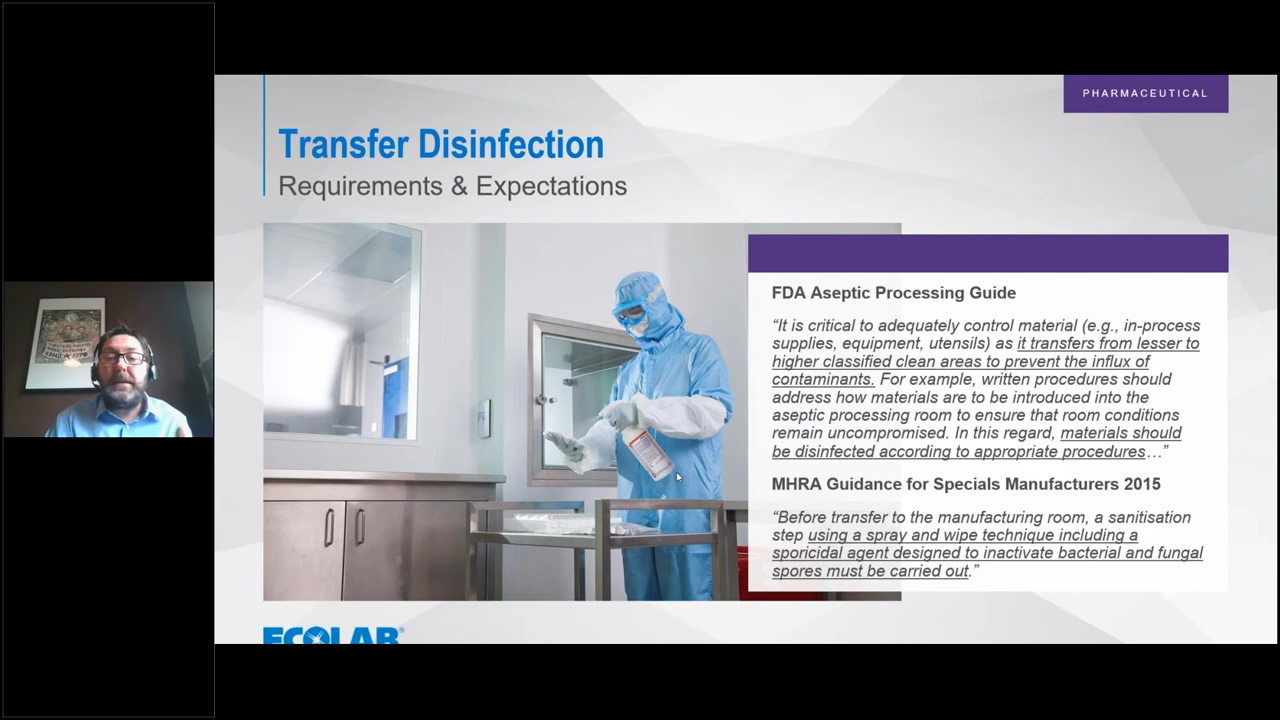 PHARMACEUTICAL
Transfer Disinfection
Requirements & Expectations
FDA Aseptic Processing Guide
“It is critical to adequately control material (e.g., in-process
supplies, equipment, utensils) as it transfers from lesser to
higher classified clean areas to prevent the influx of
contaminants. For example, written procedures should
address how materials are to be introduced into the
aseptic processing room to ensure that room conditions
remain uncompromised. In this regard, materials should
be disinfected according to appropriate procedures…”
MHRA Guidance for Specials Manufacturers 2015
“Before transfer to the manufacturing room, a sanitisation
step using a spray and wipe technique including a
sporicidal agent designed to inactivate bacterial and fungal
spores must be carried out.”
ECOLAB®